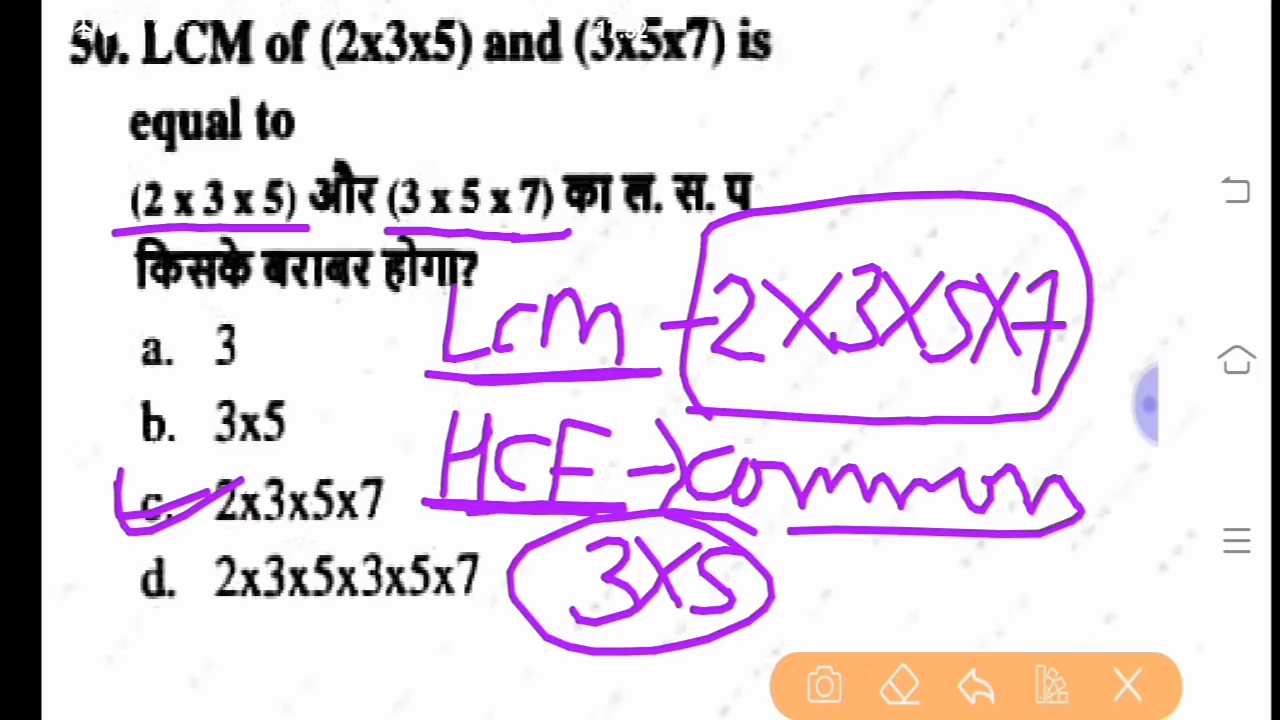 50. LCM of (2x3x5) and (3x5x7) is
equal to
(2 x 3 x 5) और (3 x 5 x 7) का ल. स. प
किसके बराबर होगा?
LCM - 2X3X5X7
a. 3
b. 3x5
HCF -> Common
c. 2x3x5x7
3X5
d. 2x3x5x3x5x7